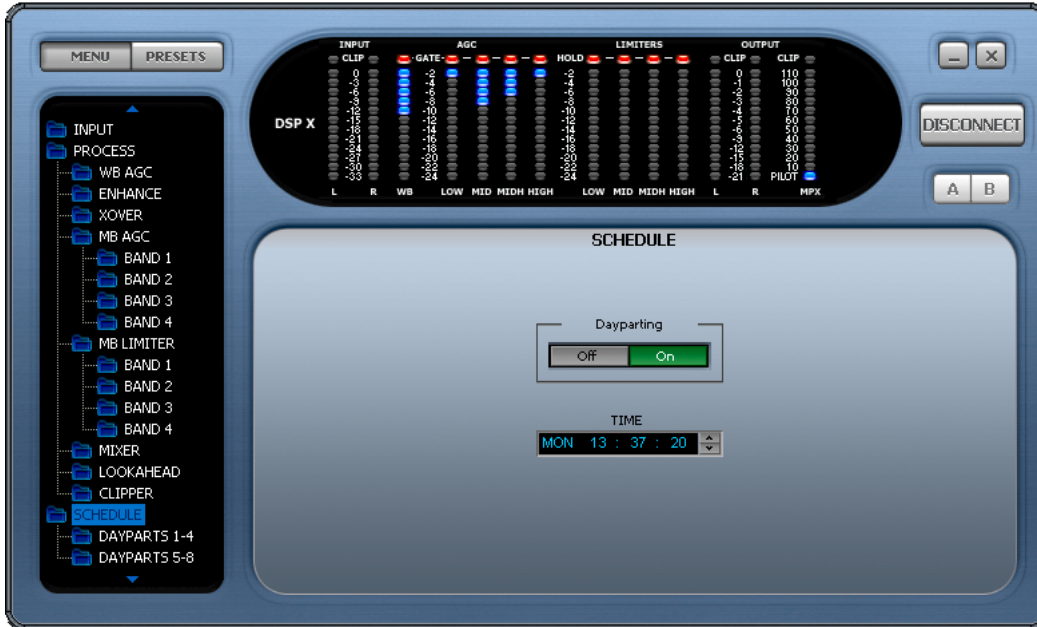 MENU PRESETS
INPUT
PROCESS
WB AGC
ENHANCE
XOVER
MB AGC
BAND 1
BAND 2
BAND 3
BAND 4
MB LIMITER
BAND 1
BAND 2
BAND 3
BAND 4
MIXER
LOOKAHEAD
CLIPPER
SCHEDULE
DAYPARTS 1-4
DAYPARTS 5-8
INPUT AGC LIMITERS OUTPUT
CLIP GATE HOLD CLIP CLIP
0 -2 -2 0 110
-3 -4 -4 -1 100
-6 -6 -6 -2 90
-9 -8 -8 -3 80
-12 -10 -10 -4 70
-15 -12 -12 -5 60
-18 -14 -14 -6 50
-21 -16 -16 -9 40
-24 -18 -18 -12 30
-27 -20 -20 -15 20
-30 -22 -22 -18 10
-33 -24 -24 -21 PILOT
DSP X
L R WB LOW MID MIDH HIGH LOW MID MIDH HIGH L R MPX
DISCONNECT
A B
SCHEDULE
Dayparting
Off On
TIME
MON 13 : 37 : 20